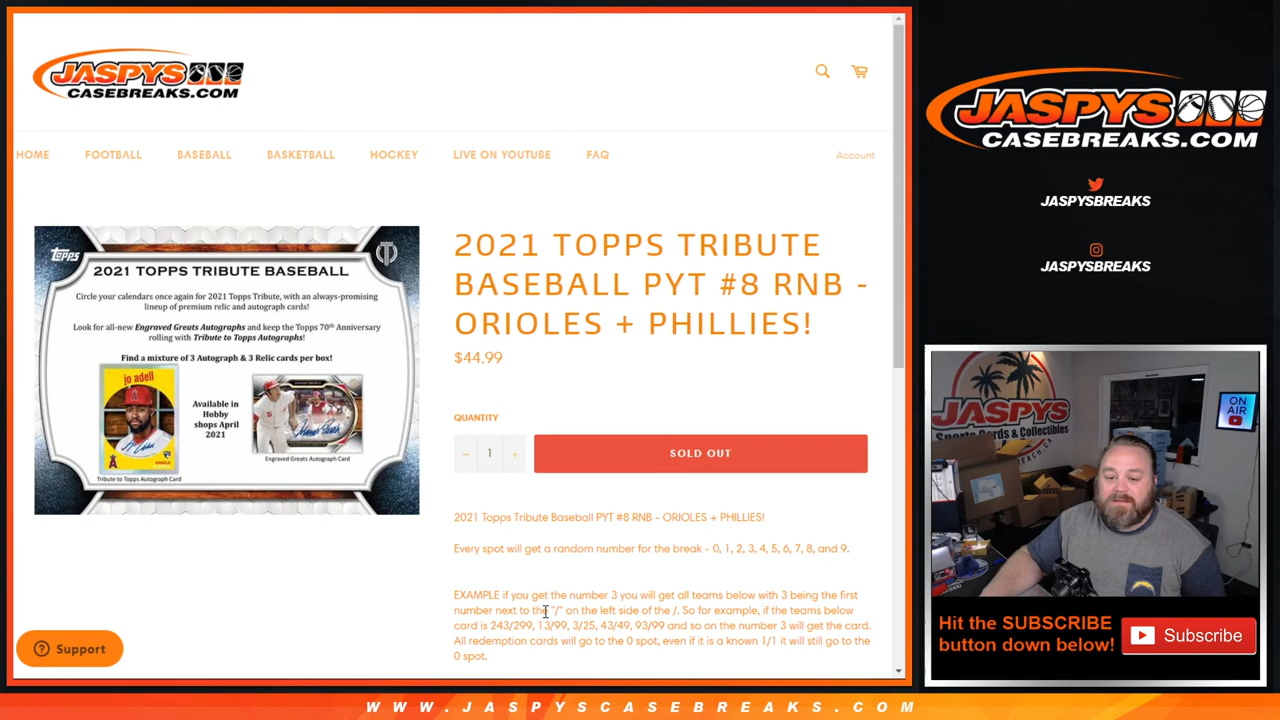 JASPYS
CASEBREAKS.COM
HOME FOOTBALL BASEBALL BASKETBALL HOCKEY LIVE ON YOUTUBE FAQ Account
topps
2021 TOPPS TRIBUTE BASEBALL
Circle your calendars once again for 2021 Topps Tribute, with an always-promising
lineup of premium relic and autograph cards!
Look for all-new Engraved Greats Autographs and keep the Topps 70th Anniversary
rolling with Tribute to Topps Autographs!
Find a mixture of 3 Autograph & 3 Relic cards per box!
jo adell
ANGELS
Available in
Hobby
shops April
2021
Tribute to Topps Autograph Card
Engraved Greats Autograph Card
2021 TOPPS TRIBUTE
BASEBALL PYT #8 RNB -
ORIOLES + PHILLIES!
$44.99
QUANTITY
− 1 +
SOLD OUT
2021 Topps Tribute Baseball PYT #8 RNB - ORIOLES + PHILLIES!
Every spot will get a random number for the break - 0, 1, 2, 3, 4, 5, 6, 7, 8, and 9.
EXAMPLE if you get the number 3 you will get all teams below with 3 being the first
number next to the "/" on the left side of the /. So for example, if the teams below
card is 243/299, 13/99, 3/25, 43/49, 93/99 and so on the number 3 will get the card.
All redemption cards will go to the 0 spot, even if it is a known 1/1 it will still go to the
0 spot.
Support
JASPYS
CASEBREAKS.COM
JASPYSBREAKS
JASPYSBREAKS
JASPYS
Sports Cards & Collectibles
ON
AIR
Hit the SUBSCRIBE
button down below!
Subscribe
WWW.JASPYSCASEBREAKS.COM